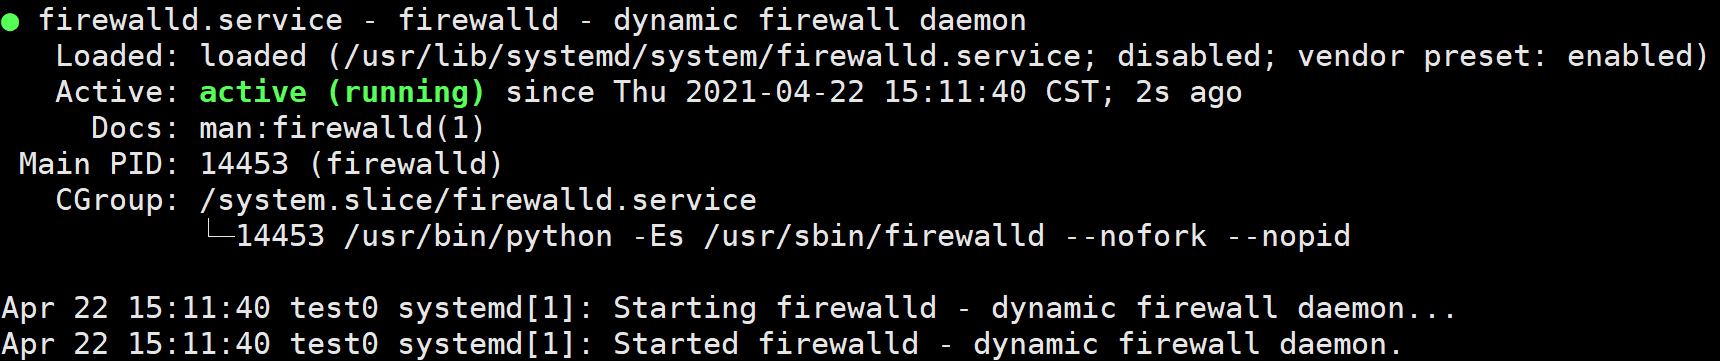 ● firewalld.service - firewalld - dynamic firewall daemon
   Loaded: loaded (/usr/lib/systemd/system/firewalld.service; disabled; vendor preset: enabled)
   Active: active (running) since Thu 2021-04-22 15:11:40 CST; 2s ago
     Docs: man:firewalld(1)
 Main PID: 14453 (firewalld)
   CGroup: /system.slice/firewalld.service
           └─14453 /usr/bin/python -Es /usr/sbin/firewalld --nofork --nopid

Apr 22 15:11:40 test0 systemd[1]: Starting firewalld - dynamic firewall daemon...
Apr 22 15:11:40 test0 systemd[1]: Started firewalld - dynamic firewall daemon.